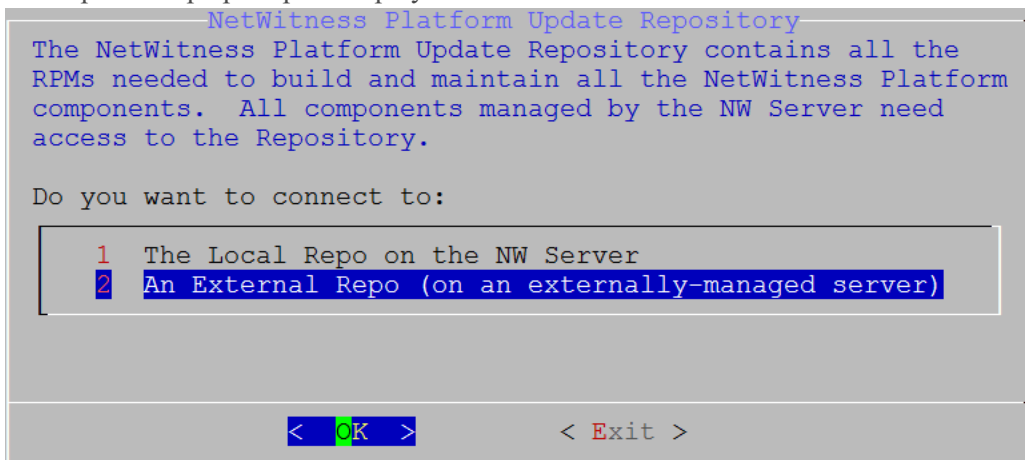 NetWitness Platform Update Repository
The NetWitness Platform Update Repository contains all the
RPMs needed to build and maintain all the NetWitness Platform
components.  All components managed by the NW Server need
access to the Repository.
Do you want to connect to:
1  The Local Repo on the NW Server
2  An External Repo (on an externally-managed server)
<  OK  >  < Exit >